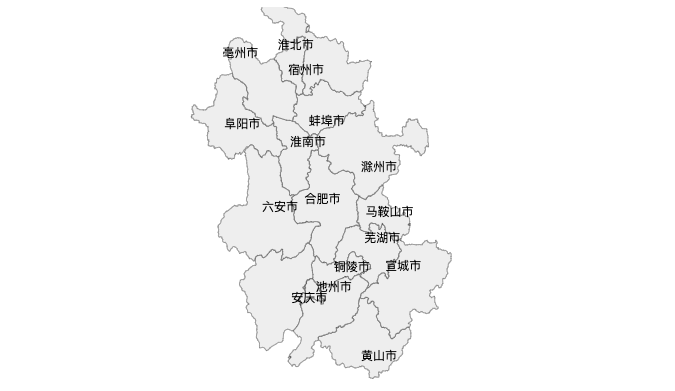 淮北市
亳州市
宿州市
蚌埠市
阜阳市
淮南市
滁州市
合肥市
六安市
马鞍山市
芜湖市
铜陵市
宣城市
池州市
安庆市
黄山市